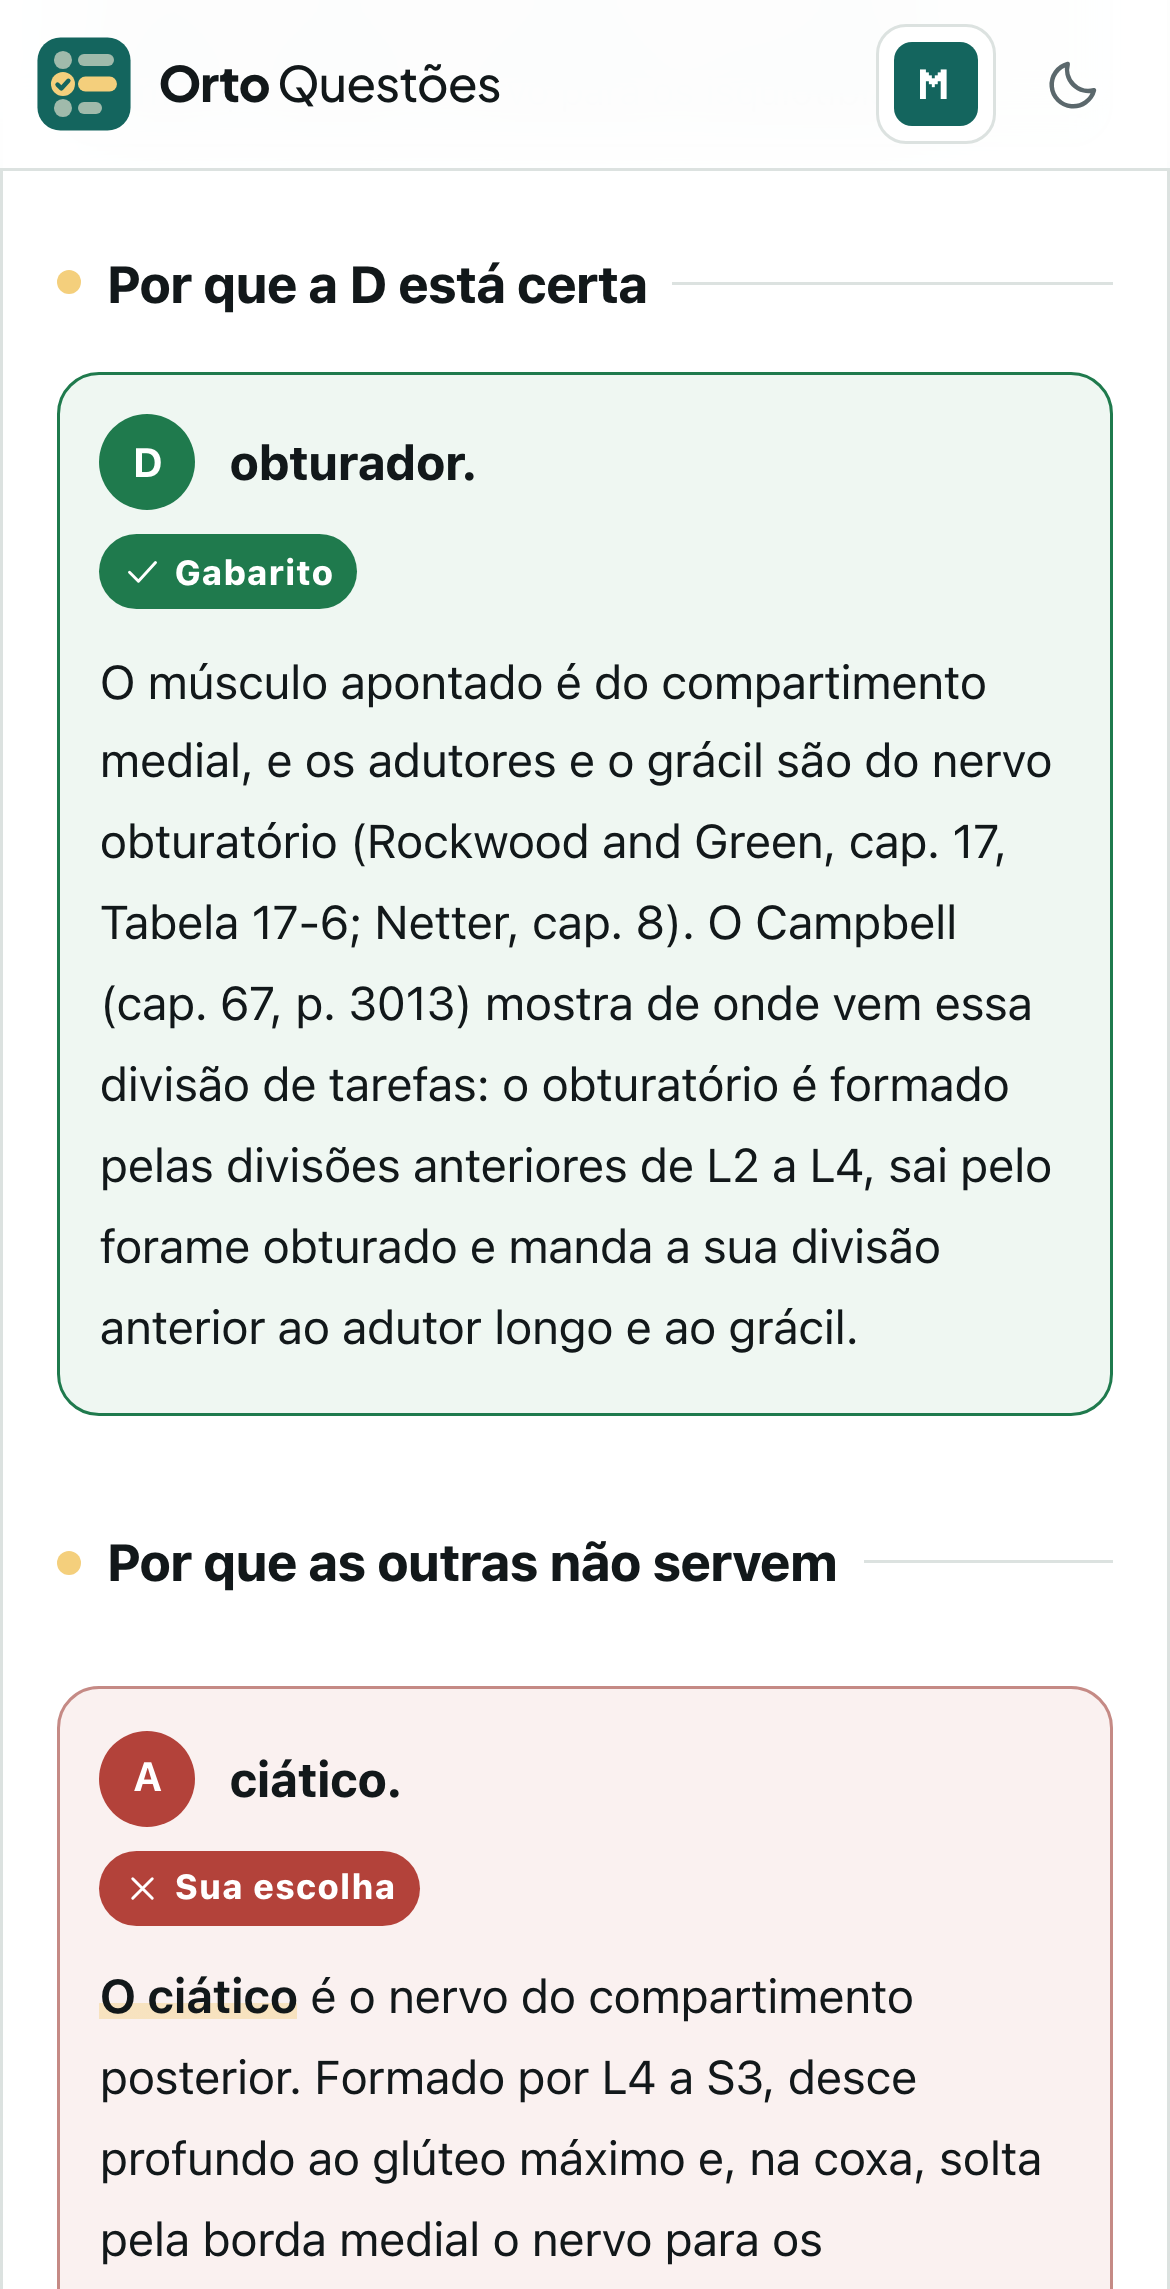 Orto Questões
M
Por que a D está certa
D obturador.
Gabarito
O músculo apontado é do compartimento
medial, e os adutores e o grácil são do nervo
obturatório (Rockwood and Green, cap. 17,
Tabela 17-6; Netter, cap. 8). O Campbell
(cap. 67, p. 3013) mostra de onde vem essa
divisão de tarefas: o obturatório é formado
pelas divisões anteriores de L2 a L4, sai pelo
forame obturado e manda a sua divisão
anterior ao adutor longo e ao grácil.
Por que as outras não servem
A ciático.
Sua escolha
O ciático é o nervo do compartimento
posterior. Formado por L4 a S3, desce
profundo ao glúteo máximo e, na coxa, solta
pela borda medial o nervo para os